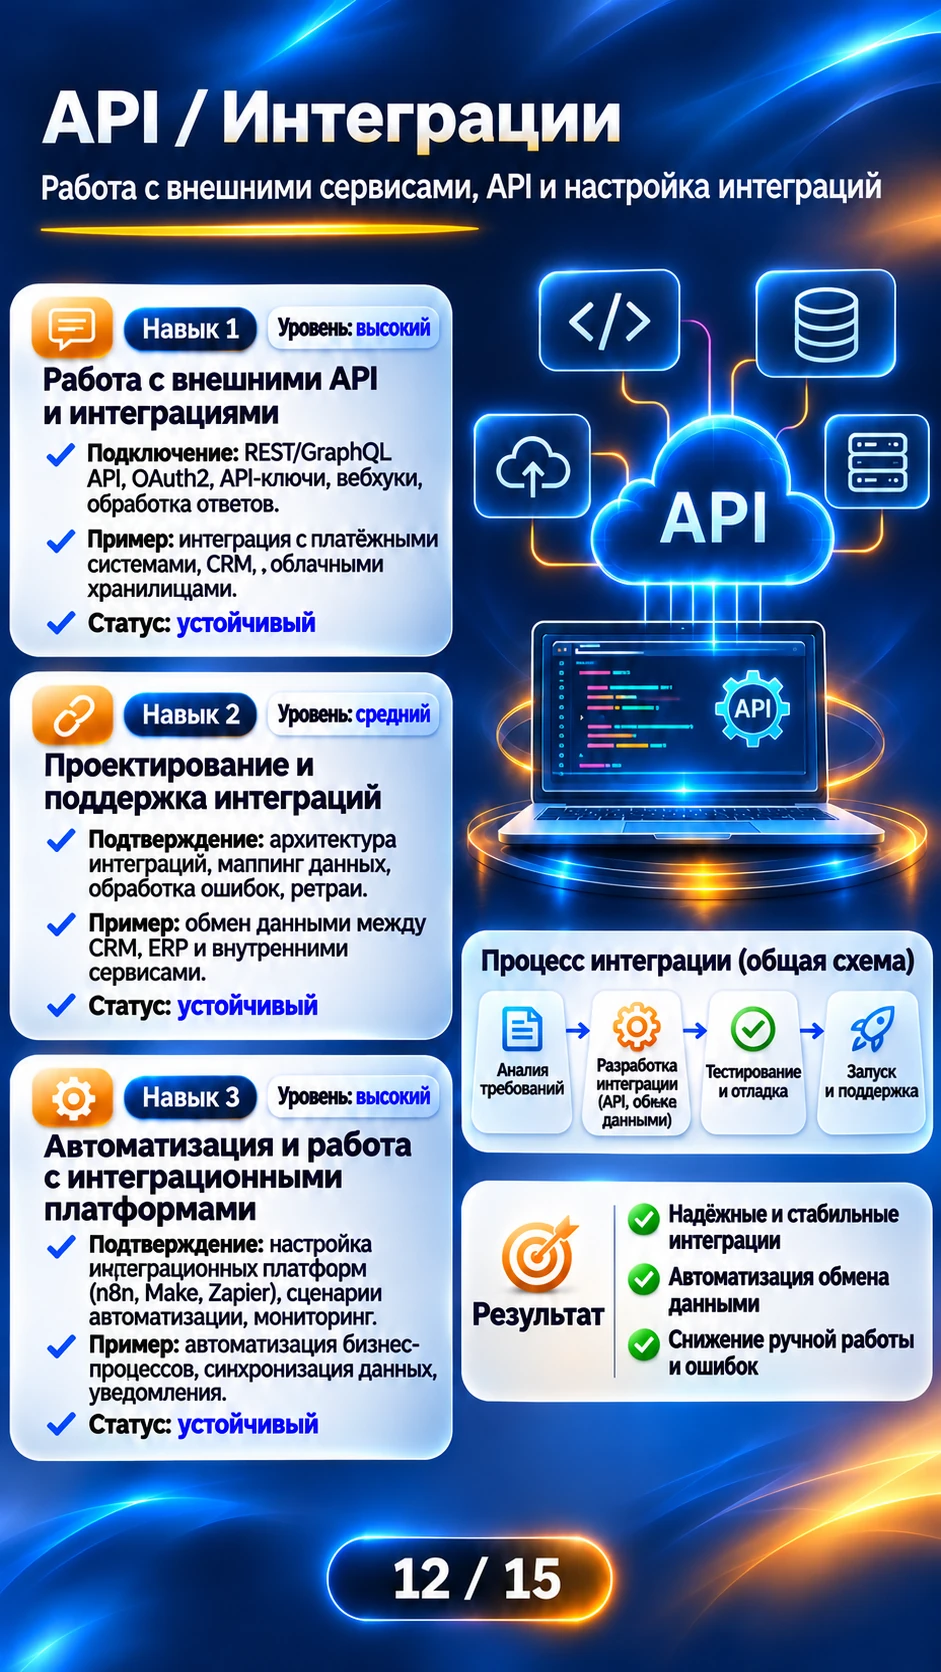 API / Интеграции
Работа с внешними сервисами, API и настройка интеграций
Навык 1
Уровень: высокий
Работа с внешними API
и интеграциями
Подключение: REST/GraphQL
API, OAuth2, API-ключи, вебхуки,
обработка ответов.
Пример: интеграция с платёжными
системами, CRM, , облачными
хранилищами.
Статус: устойчивый
Навык 2
Уровень: средний
Проектирование и
поддержка интеграций
Подтверждение: архитектура
интеграций, маппинг данных,
обработка ошибок, ретраи.
Пример: обмен данными между
CRM, ERP и внутренними
сервисами.
Статус: устойчивый
Навык 3
Уровень: высокий
Автоматизация и работа
с интеграционными
платформами
Подтверждение: настройка
интеграционных платформ
(n8n, Make, Zapier), сценарии
автоматизации, мониторинг.
Пример: автоматизация бизнес-
процессов, синхронизация данных,
уведомления.
Статус: устойчивый
</>
API
API
Процесс интеграции (общая схема)
Аналия
требований
Разработка
интеграции
(API,
данными)
Тестирование
и отладка
Запуск
и поддержка
Результат
Надёжные и стабильные
интеграции
Автоматизация обмена
данными
Снижение ручной работы
и ошибок
12 / 15